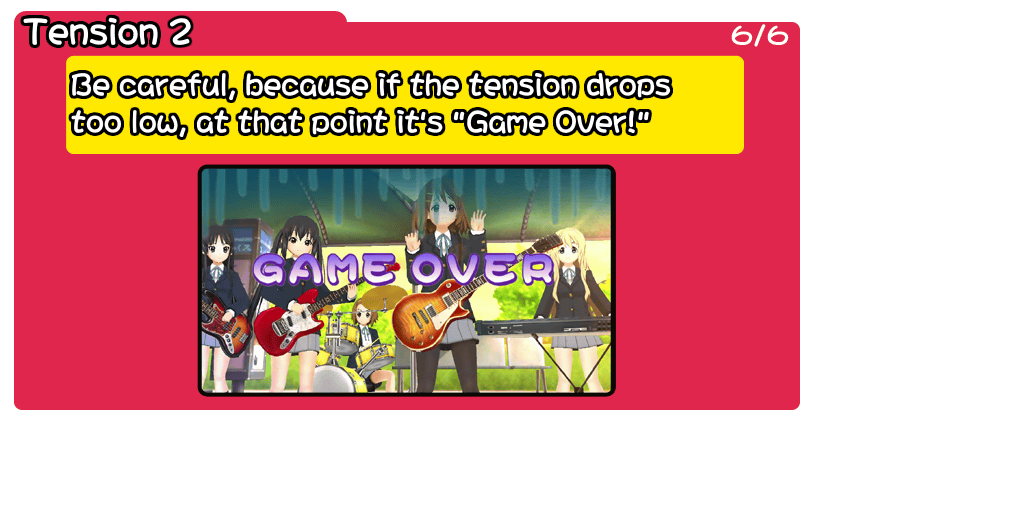 Tension 2
6/6
Be careful, because if the tension drops
too low, at that point it's "Game Over!"
GAME OVER